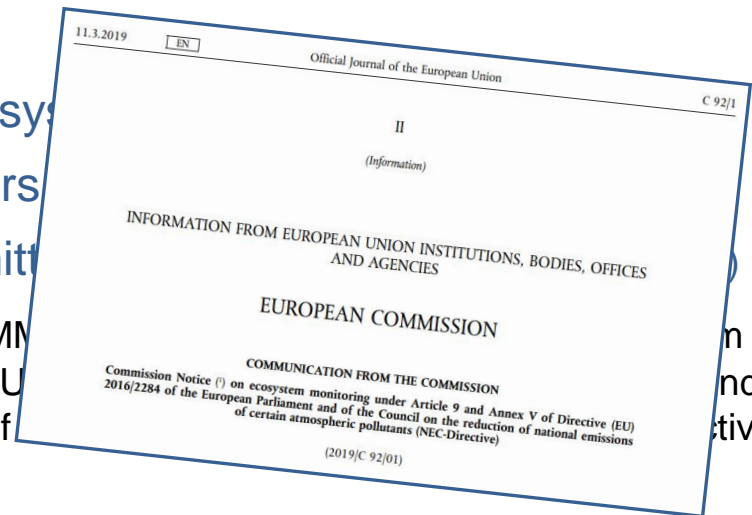 11.3.2019 EN Official Journal of the European Union C 92/1
II
(Information)
INFORMATION FROM EUROPEAN UNION INSTITUTIONS, BODIES, OFFICES
AND AGENCIES
EUROPEAN COMMISSION
COMMUNICATION FROM THE COMMISSION
Commission Notice (¹) on ecosystem monitoring under Article 9 and Annex V of Directive (EU)
2016/2284 of the European Parliament and of the Council on the reduction of national emissions
of certain atmospheric pollutants (NEC-Directive)
(2019/C 92/01)